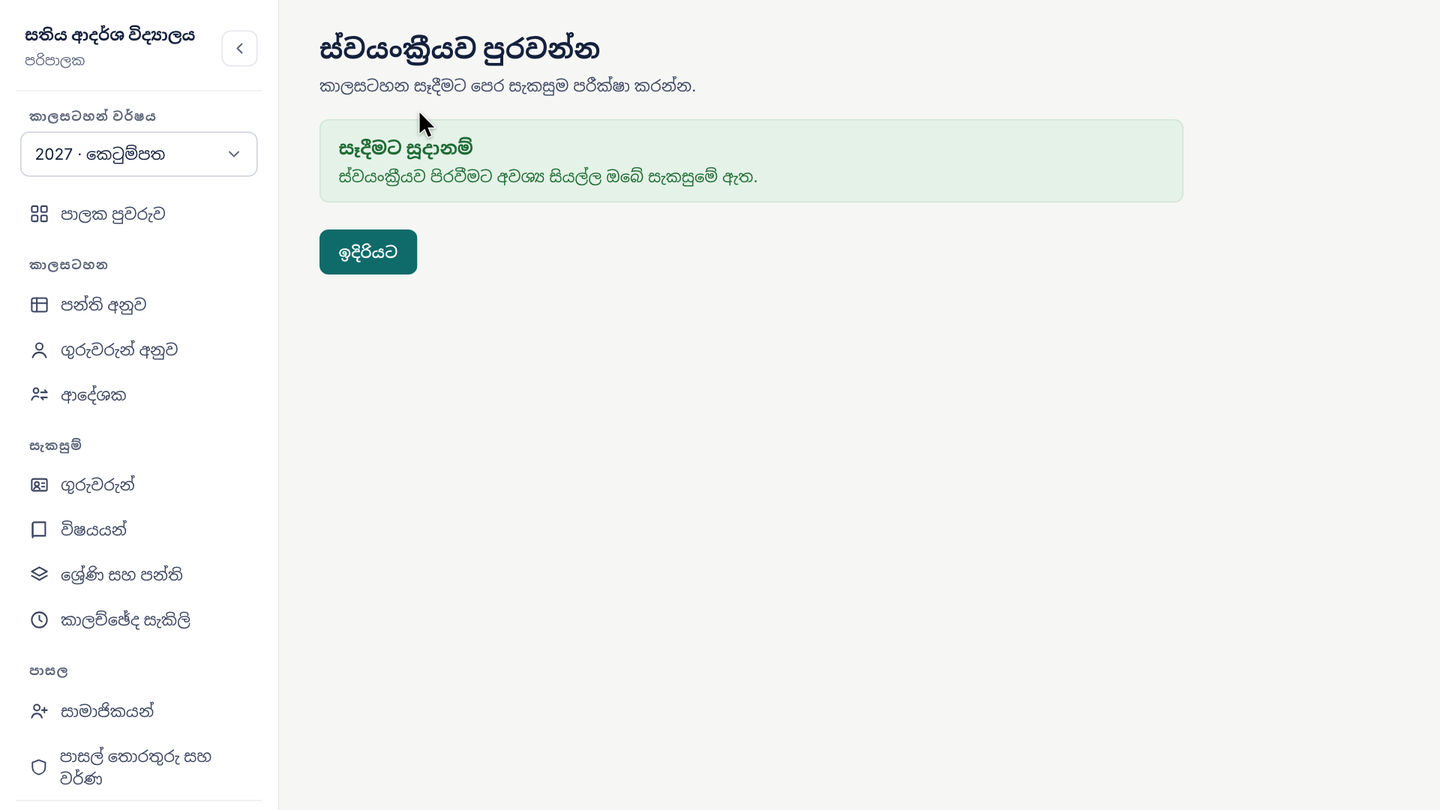 සතිය ආදර්ශ විද්‍යාලය
පරිපාලක
කාලසටහන් වර්ෂය
2027 · කෙටුම්පත
පාලක පුවරුව
කාලසටහන
පන්ති අනුව
ගුරුවරුන් අනුව
ආදේශක
සැකසුම්
ගුරුවරුන්
විෂයයන්
ශ්‍රේණි සහ පන්ති
කාලච්ඡේද සැකිලි
පාසල
සාමාජිකයන්
පාසල් තොරතුරු සහ
වර්ණ
ස්වයංක්‍රීයව පුරවන්න
කාලසටහන සෑදීමට පෙර සැකසුම පරීක්ෂා කරන්න.
සෑදීමට සූදානම්
ස්වයංක්‍රීයව පිරවීමට අවශ්‍ය සියල්ල ඔබේ සැකසුමේ ඇත.
ඉදිරියට